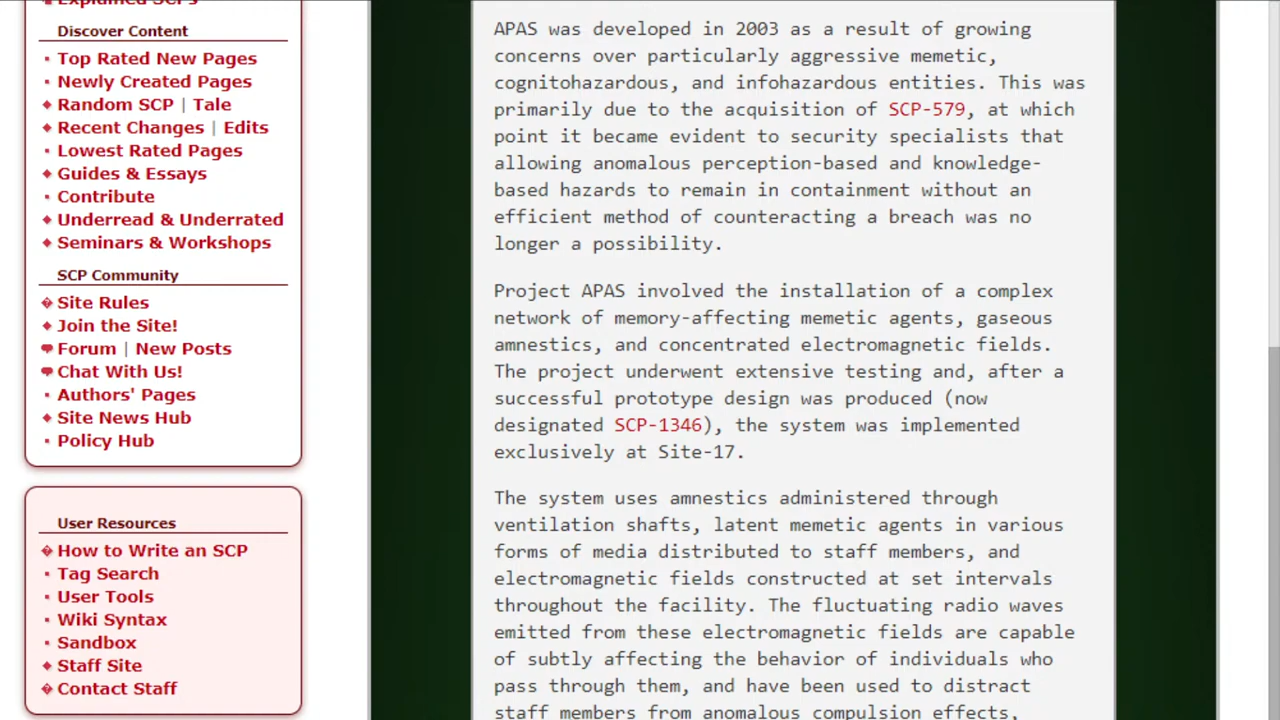 Explained SCPs
Discover Content
Top Rated New Pages
Newly Created Pages
Random SCP | Tale
Recent Changes | Edits
Lowest Rated Pages
Guides & Essays
Contribute
Underread & Underrated
Seminars & Workshops
SCP Community
Site Rules
Join the Site!
Forum | New Posts
Chat With Us!
Authors' Pages
Site News Hub
Policy Hub
User Resources
How to Write an SCP
Tag Search
User Tools
Wiki Syntax
Sandbox
Staff Site
Contact Staff
APAS was developed in 2003 as a result of growing
concerns over particularly aggressive memetic,
cognitohazardous, and infohazardous entities. This was
primarily due to the acquisition of SCP-579, at which
point it became evident to security specialists that
allowing anomalous perception-based and knowledge-
based hazards to remain in containment without an
efficient method of counteracting a breach was no
longer a possibility.
Project APAS involved the installation of a complex
network of memory-affecting memetic agents, gaseous
amnestics, and concentrated electromagnetic fields.
The project underwent extensive testing and, after a
successful prototype design was produced (now
designated SCP-1346), the system was implemented
exclusively at Site-17.
The system uses amnestics administered through
ventilation shafts, latent memetic agents in various
forms of media distributed to staff members, and
electromagnetic fields constructed at set intervals
throughout the facility. The fluctuating radio waves
emitted from these electromagnetic fields are capable
of subtly affecting the behavior of individuals who
pass through them, and have been used to distract
staff members from anomalous compulsion effects,